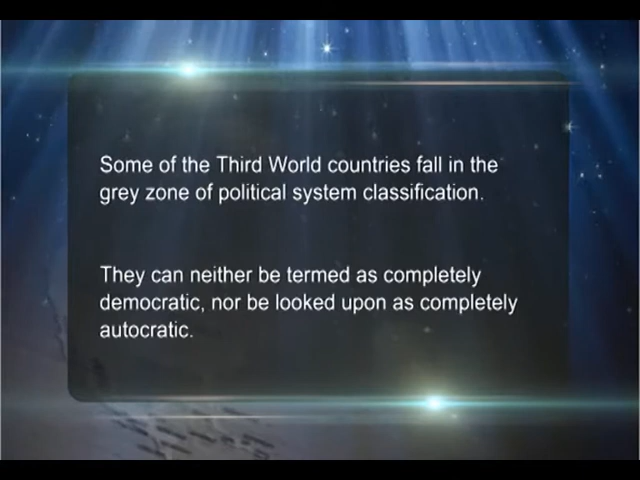 Some of the Third World countries fall in the
grey zone of political system classification.
They can neither be termed as completely
democratic, nor be looked upon as completely
autocratic.